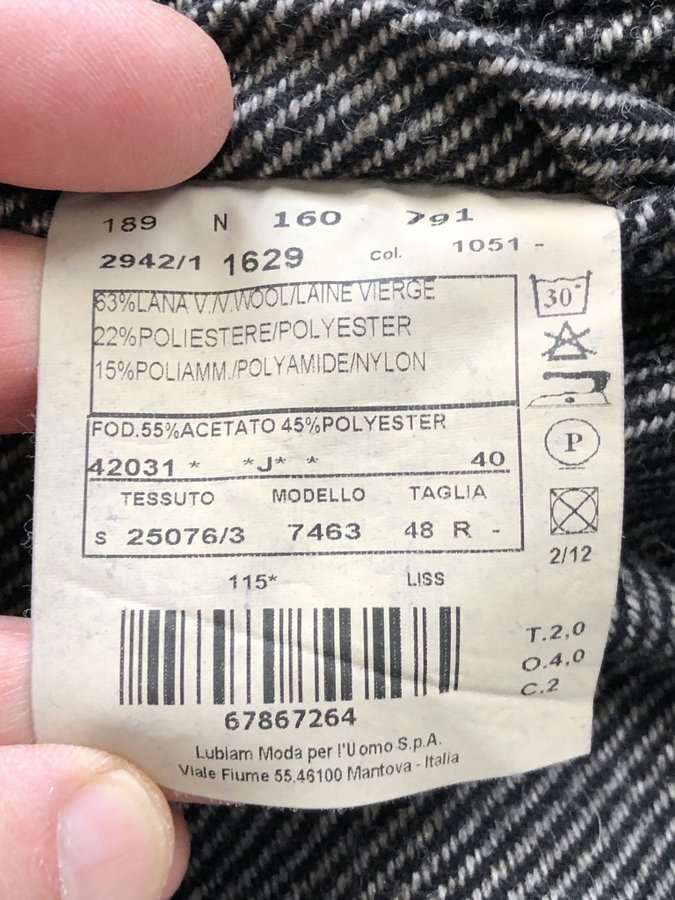 189 N 160 791
2942/1 1629 col. 1051 -
63%LANA V./V.WOOL/LAINE VIERGE
22%POLIESTERE/POLYESTER
15%POLIAMM./POLYAMIDE/NYLON
30°
FOD.55%ACETATO 45%POLYESTER
P
42031 * *J* * 40
TESSUTO MODELLO TAGLIA
S 25076/3 7463 48 R -
2/12
115* LISS
T.2,0
O.4,0
C.2
67867264
Lubiam Moda per l'Uomo S.p.A.
Viale Fiume 55,46100 Mantova - Italia